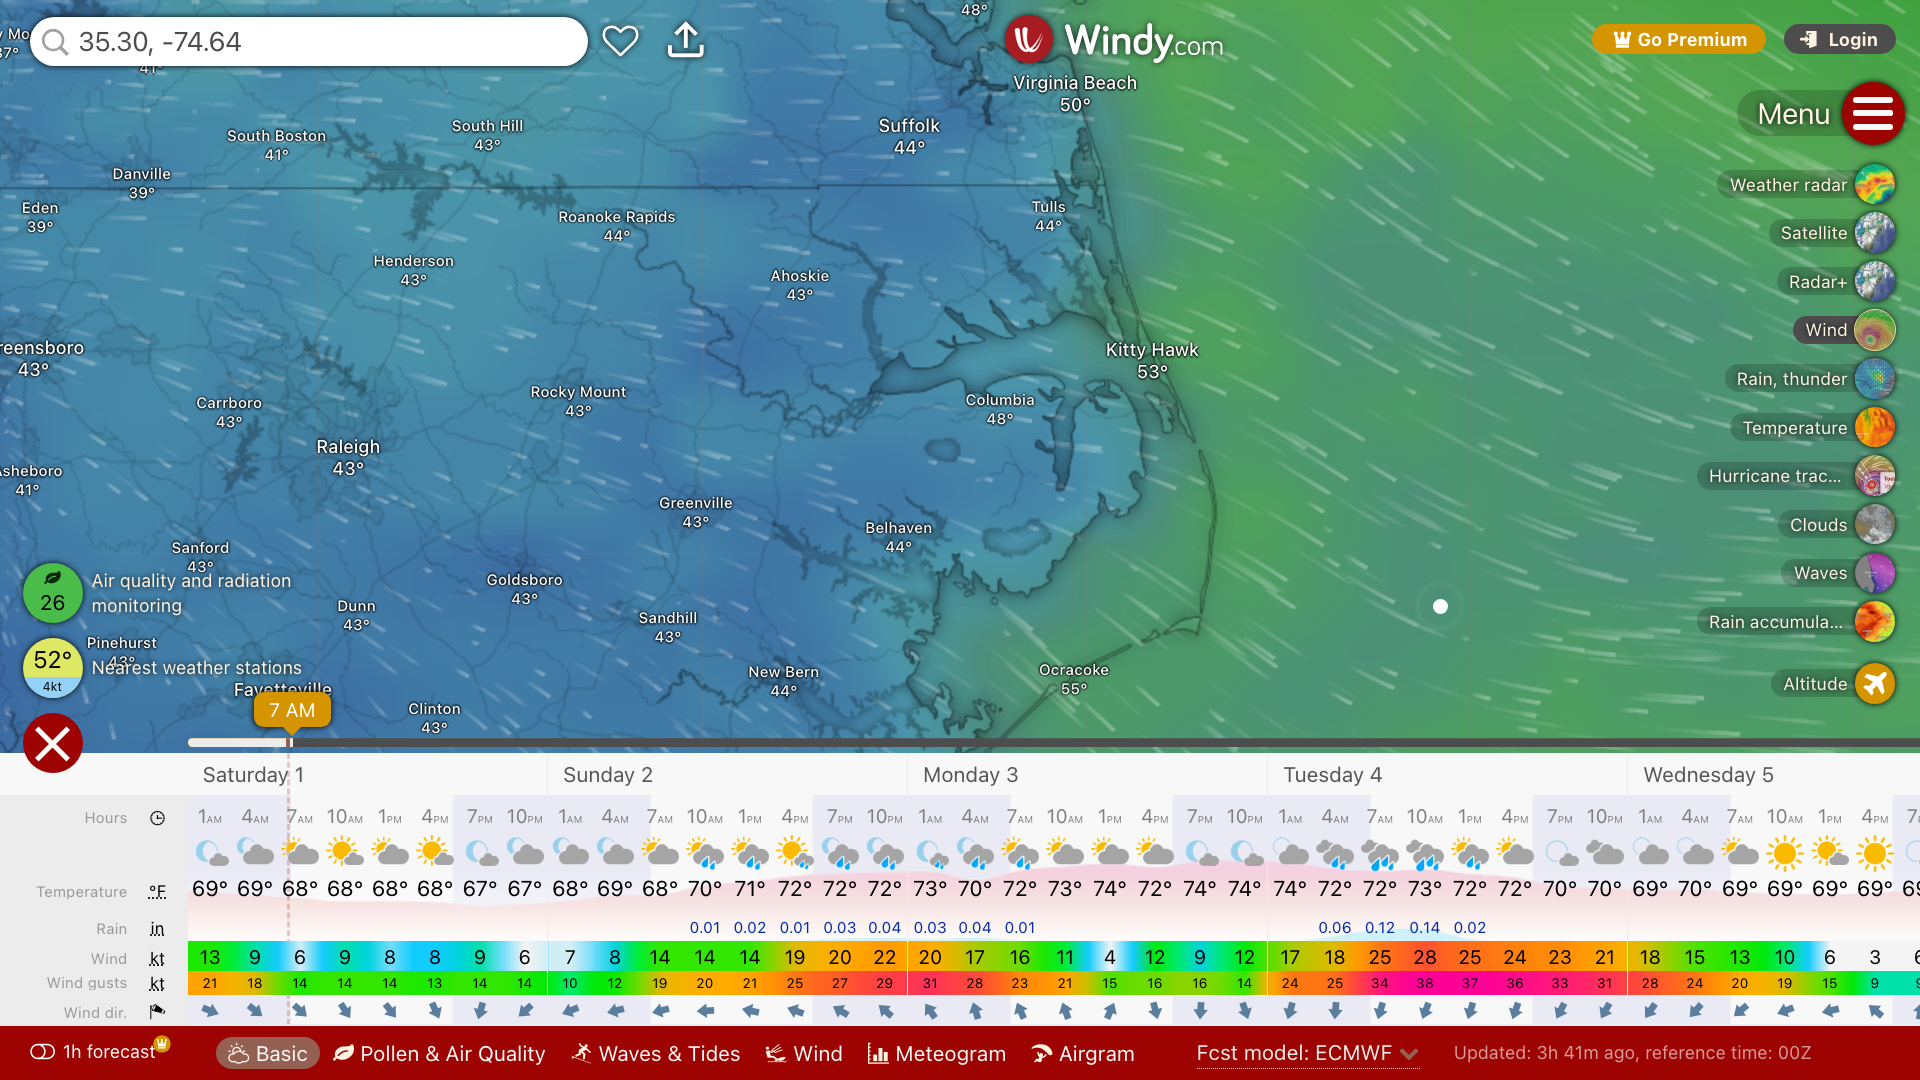 48°
35.30, -74.64
Windy.com
Go Premium
Login
37°
41°
Virginia Beach
50°
Menu
South Boston
41°
South Hill
43°
Suffolk
44°
Danville
39°
Weather radar
Eden
39°
Roanoke Rapids
44°
Tulls
44°
Satellite
Henderson
43°
Ahoskie
43°
Radar+
Wind
reensboro
43°
Kitty Hawk
53°
Rain, thunder
Carrboro
43°
Rocky Mount
43°
Columbia
48°
Temperature
Raleigh
43°
sheboro
41°
Hurricane trac...
Greenville
43°
Belhaven
44°
Clouds
Sanford
43°
26
Air quality and radiation
monitoring
Goldsboro
43°
Waves
Dunn
43°
Sandhill
43°
Rain accumula...
Pinehurst
43°
52°
4kt
Nearest weather stations
Fayetteville
New Bern
44°
Ocracoke
55°
Altitude
7 AM
Clinton
43°
Saturday 1 Sunday 2 Monday 3 Tuesday 4 Wednesday 5
Hours 1AM 4AM 7AM 10AM 1PM 4PM 7PM 10PM 1AM 4AM 7AM 10AM 1PM 4PM 7PM 10PM 1AM 4AM 7AM 10AM 1PM 4PM 7PM 10PM 1AM 4AM 7AM 10AM 1PM 4PM 7PM 10PM 1AM 4AM 7AM 10AM 1PM 4PM
Temperature °F 69° 69° 68° 68° 68° 68° 67° 67° 68° 69° 68° 70° 71° 72° 72° 72° 73° 70° 72° 73° 74° 72° 74° 74° 74° 72° 72° 73° 72° 72° 70° 70° 69° 70° 69° 69° 69° 69° 69
Rain in 0.01 0.02 0.01 0.03 0.04 0.03 0.04 0.01 0.06 0.12 0.14 0.02
Wind kt 13 9 6 9 8 8 9 6 7 8 14 14 14 19 20 22 20 17 16 11 4 12 9 12 17 18 25 28 25 24 23 21 18 15 13 10 6 3 6
Wind gusts kt 21 18 14 14 14 13 14 14 10 12 19 20 21 25 27 29 31 28 23 21 15 16 16 14 24 25 34 38 37 36 33 31 28 24 20 19 15 9 9
Wind dir.
1h forecast
Basic
Pollen & Air Quality
Waves & Tides
Wind
Meteogram
Airgram
Fcst model: ECMWF
Updated: 3h 41m ago, reference time: 00Z